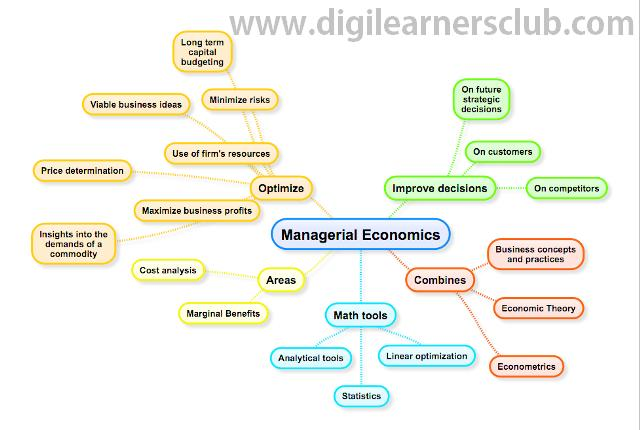 www.digilearnersclub.com
Long term
capital
budgeting
Viable business ideas
Minimize risks
Use of firm's resources
Price determination
Optimize
Maximize business profits
Insights into the
demands of a
commodity
On future
strategic
decisions
On customers
Improve decisions
On competitors
Managerial Economics
Cost analysis
Areas
Marginal Benefits
Business concepts
and practices
Combines
Economic Theory
Econometrics
Math tools
Analytical tools
Linear optimization
Statistics